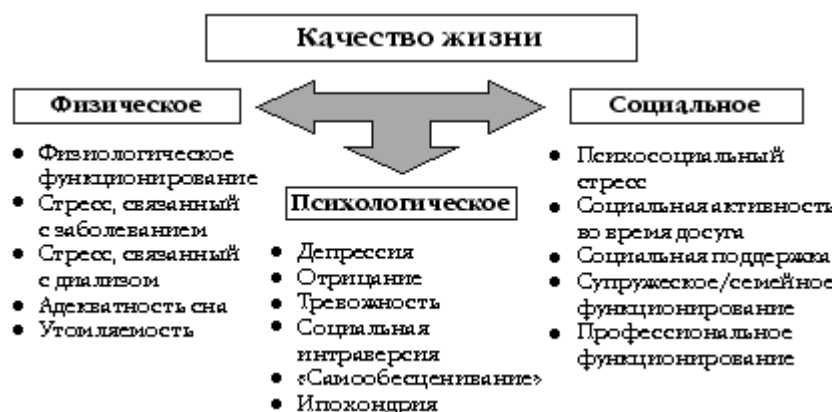 Качество жизни
Физическое
• Физиологическое
функционирование
• Стресс, связанный
с заболеванием
• Стресс, связанный
с диализом
• Адекватность сна
• Утомляемость
Психологическое
• Депрессия
• Отрицание
• Тревожность
• Социальная
интраверсия
• «Самообесценивание»
• Ипохондрия
Социальное
• Психосоциальный
стресс
• Социальная активность
во время досуга
• Социальная поддержка
• Супружеское/семейное
функционирование
• Профессиональное
функционирование